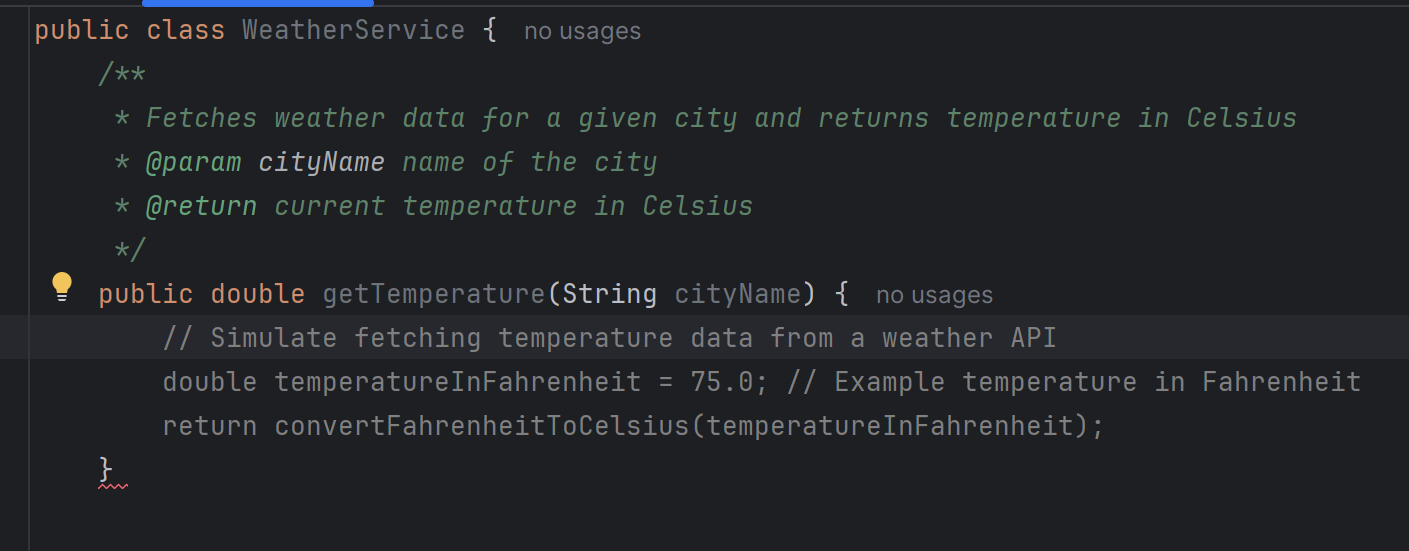 public class WeatherService { no usages
/**
* Fetches weather data for a given city and returns temperature in Celsius
* @param cityName name of the city
* @return current temperature in Celsius
*/
public double getTemperature(String cityName) { no usages
// Simulate fetching temperature data from a weather API
double temperatureInFahrenheit = 75.0; // Example temperature in Fahrenheit
return convertFahrenheitToCelsius(temperatureInFahrenheit);
}